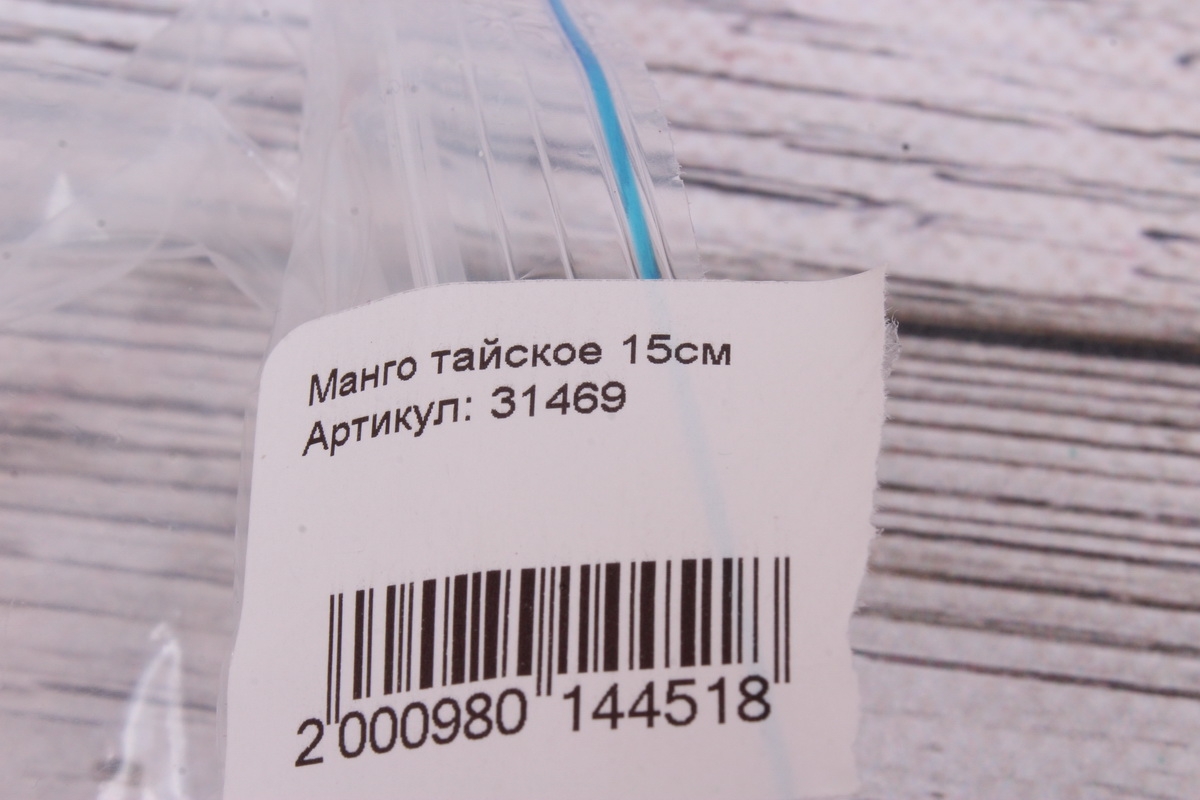 Манго тайское 15см
Артикул: 31469
2 000980 144518